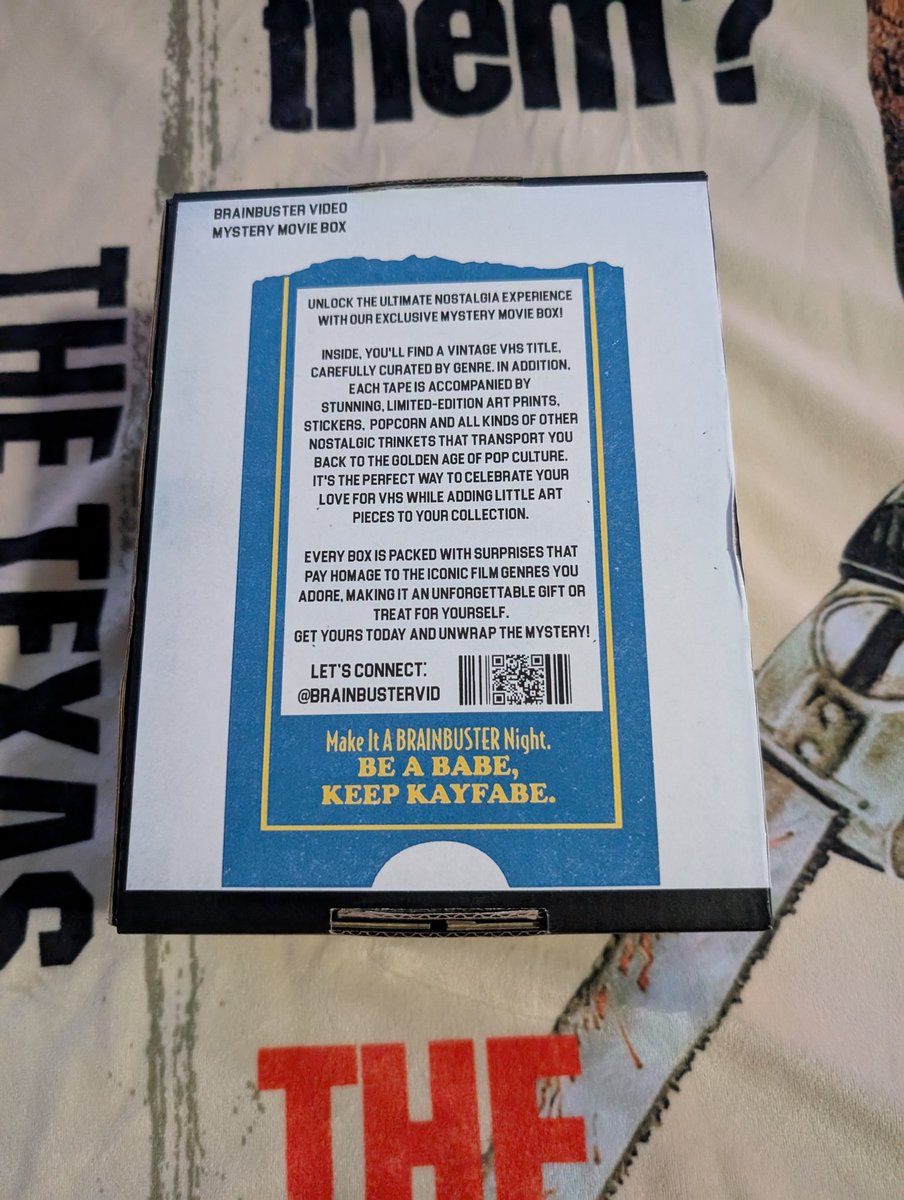 them?
BRAINBUSTER VIDEO
MYSTERY MOVIE BOX
UNLOCK THE ULTIMATE NOSTALGIA EXPERIENCE
WITH OUR EXCLUSIVE MYSTERY MOVIE BOX!
INSIDE, YOU'LL FIND A VINTAGE VHS TITLE,
CAREFULLY CURATED BY GENRE. IN ADDITION,
EACH TAPE IS ACCOMPANIED BY
STUNNING, LIMITED-EDITION ART PRINTS,
STICKERS, POPCORN AND ALL KINDS OF OTHER
NOSTALGIC TRINKETS THAT TRANSPORT YOU
BACK TO THE GOLDEN AGE OF POP CULTURE.
IT'S THE PERFECT WAY TO CELEBRATE YOUR
LOVE FOR VHS WHILE ADDING LITTLE ART
PIECES TO YOUR COLLECTION.
EVERY BOX IS PACKED WITH SURPRISES THAT
PAY HOMAGE TO THE ICONIC FILM GENRES YOU
ADORE, MAKING IT AN UNFORGETTABLE GIFT OR
TREAT FOR YOURSELF.
GET YOURS TODAY AND UNWRAP THE MYSTERY!
LET'S CONNECT:
@BRAINBUSTERVID
Make It A BRAINBUSTER Night.
BE A BABE,
KEEP KAYFABE.
THE TEXAS
THE